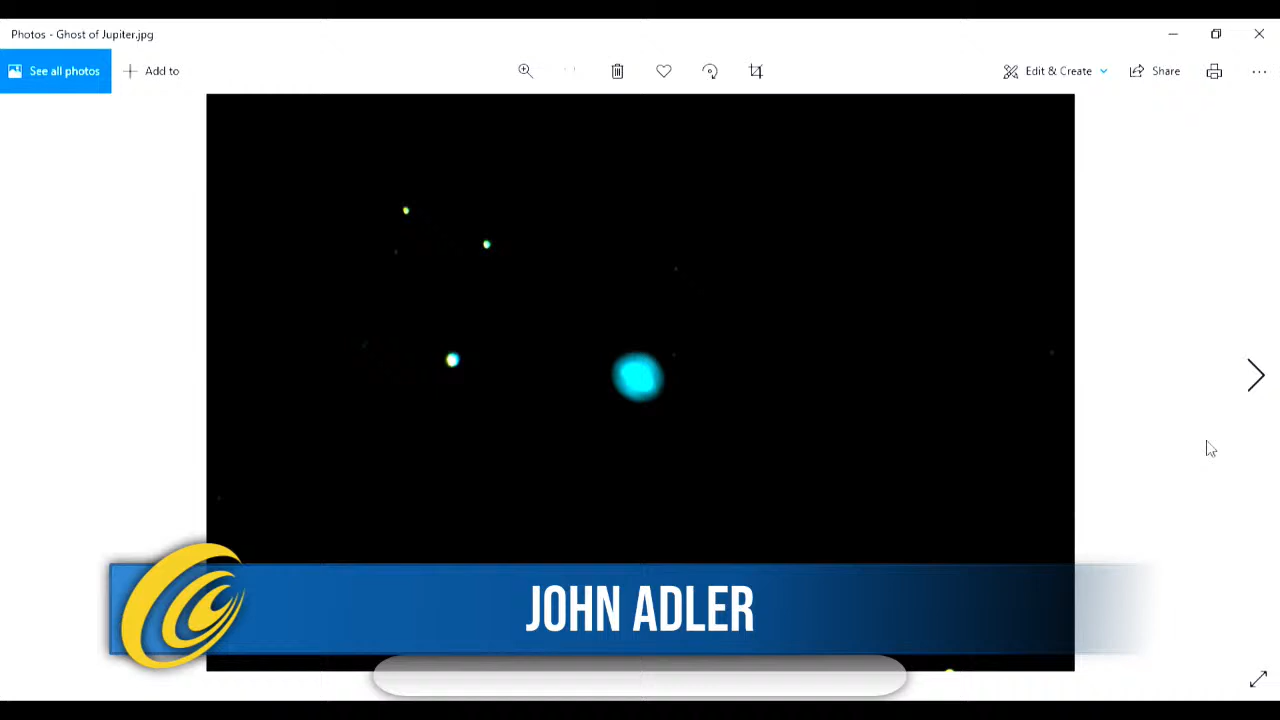 Photos - Ghost of Jupiter.jpg
See all photos
Add to
Edit & Create
Share
JOHN ADLER